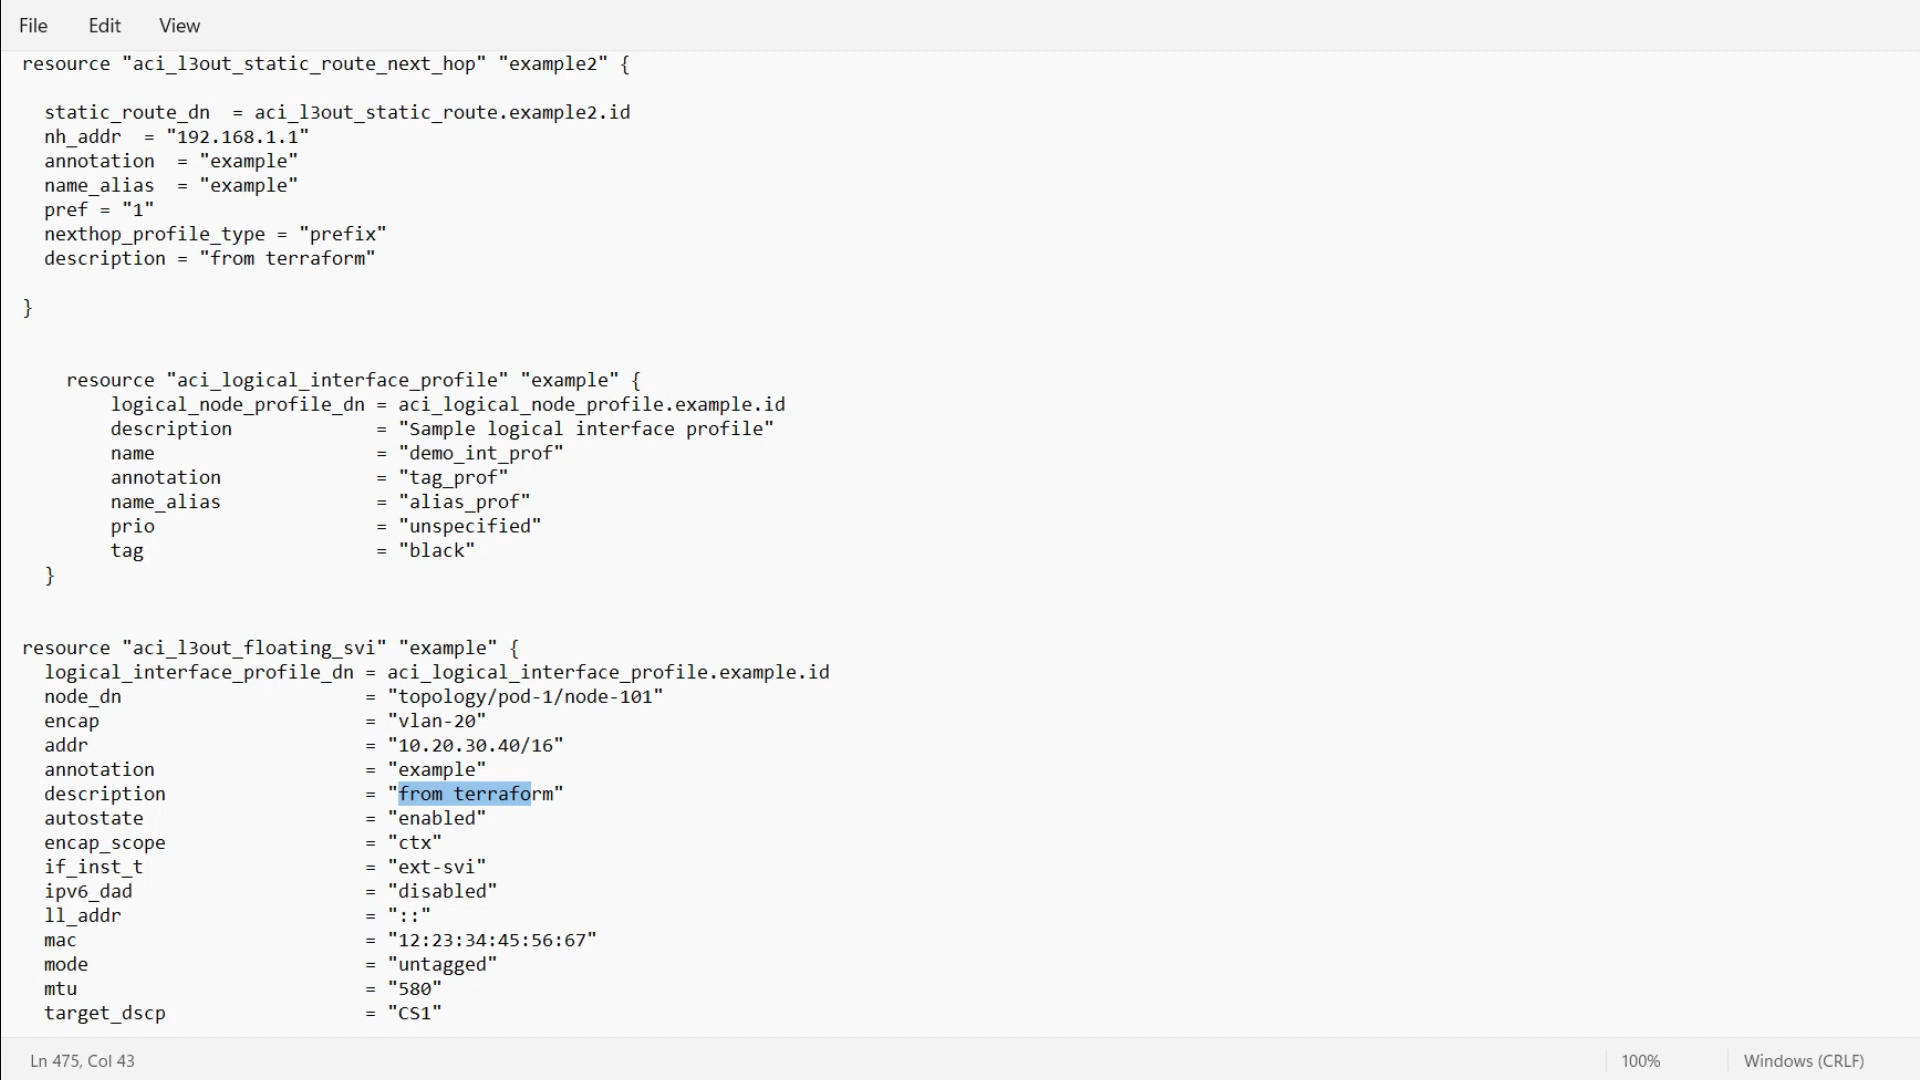 File Edit View
resource "aci_l3out_static_route_next_hop" "example2" {
static_route_dn  = aci_l3out_static_route.example2.id
nh_addr  = "192.168.1.1"
annotation  = "example"
name_alias  = "example"
pref = "1"
nexthop_profile_type = "prefix"
description = "from terraform"
}
resource "aci_logical_interface_profile" "example" {
logical_node_profile_dn = aci_logical_node_profile.example.id
description             = "Sample logical interface profile"
name                    = "demo_int_prof"
annotation              = "tag_prof"
name_alias              = "alias_prof"
prio                    = "unspecified"
tag                     = "black"
}
resource "aci_l3out_floating_svi" "example" {
logical_interface_profile_dn = aci_logical_interface_profile.example.id
node_dn                      = "topology/pod-1/node-101"
encap                        = "vlan-20"
addr                         = "10.20.30.40/16"
annotation                   = "example"
description                  = "from terraform"
autostate                    = "enabled"
encap_scope                  = "ctx"
if_inst_t                    = "ext-svi"
ipv6_dad                     = "disabled"
ll_addr                      = "::"
mac                          = "12:23:34:45:56:67"
mode                         = "untagged"
mtu                          = "580"
target_dscp                  = "CS1"
Ln 475, Col 43 100% Windows (CRLF)